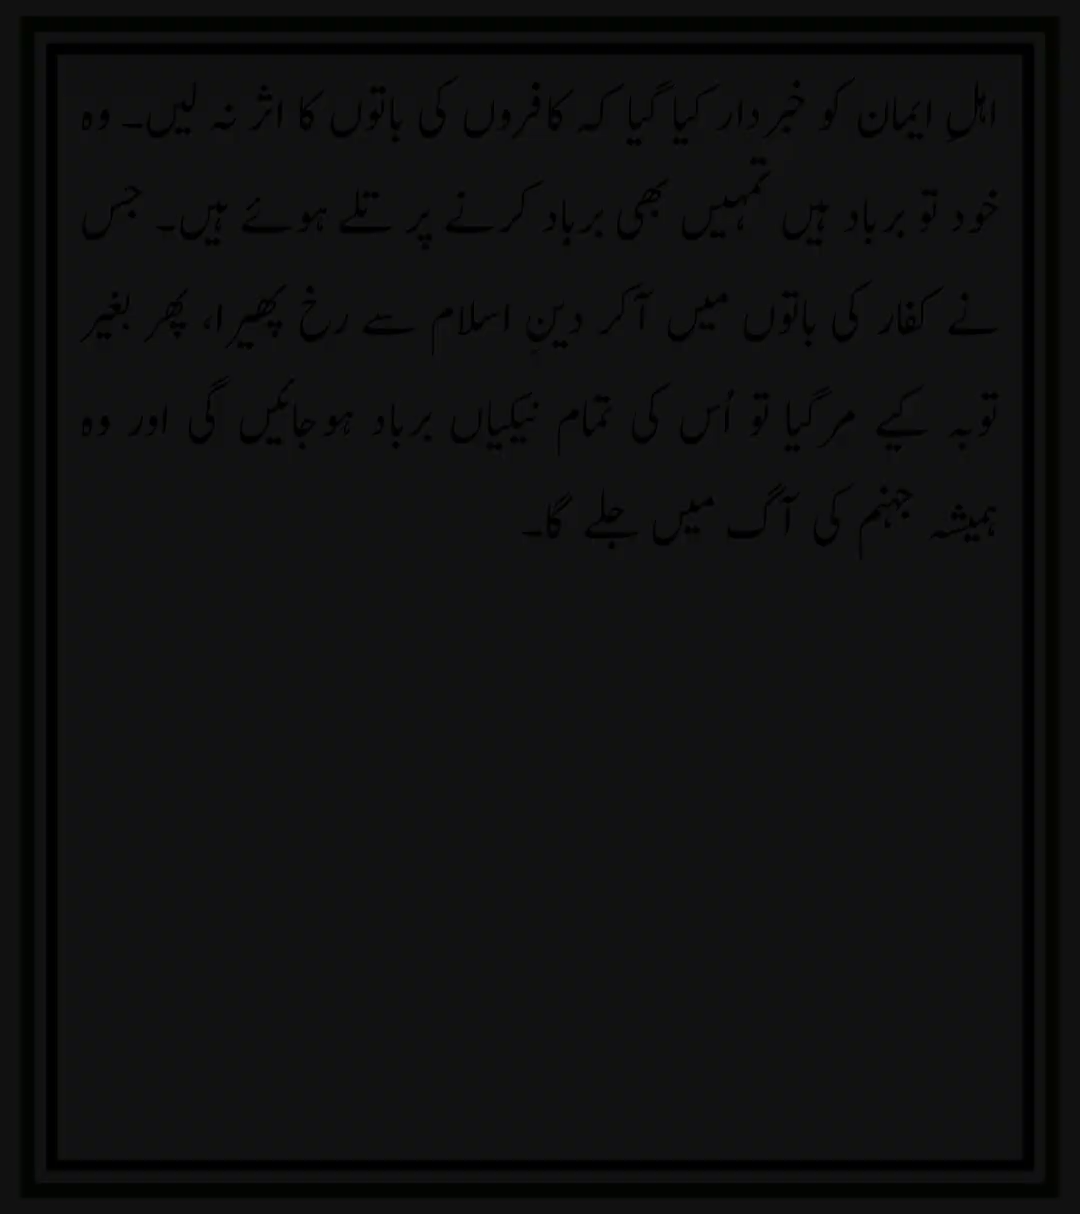 اہلِ ایمان کو خبردار کیا گیا کہ کافروں کی باتوں کا اثر نہ لیں۔ وہ
خود تو برباد ہیں تمہیں بھی برباد کرنے پر تلے ہوئے ہیں۔ جس
نے کفار کی باتوں میں آکر دینِ اسلام سے رخ پھیرا، پھر بغیر
توبہ کیے مرگیا تو اُس کی تمام نیکیاں برباد ہوجائیں گی اور وہ
ہمیشہ جہنم کی آگ میں جلے گا۔